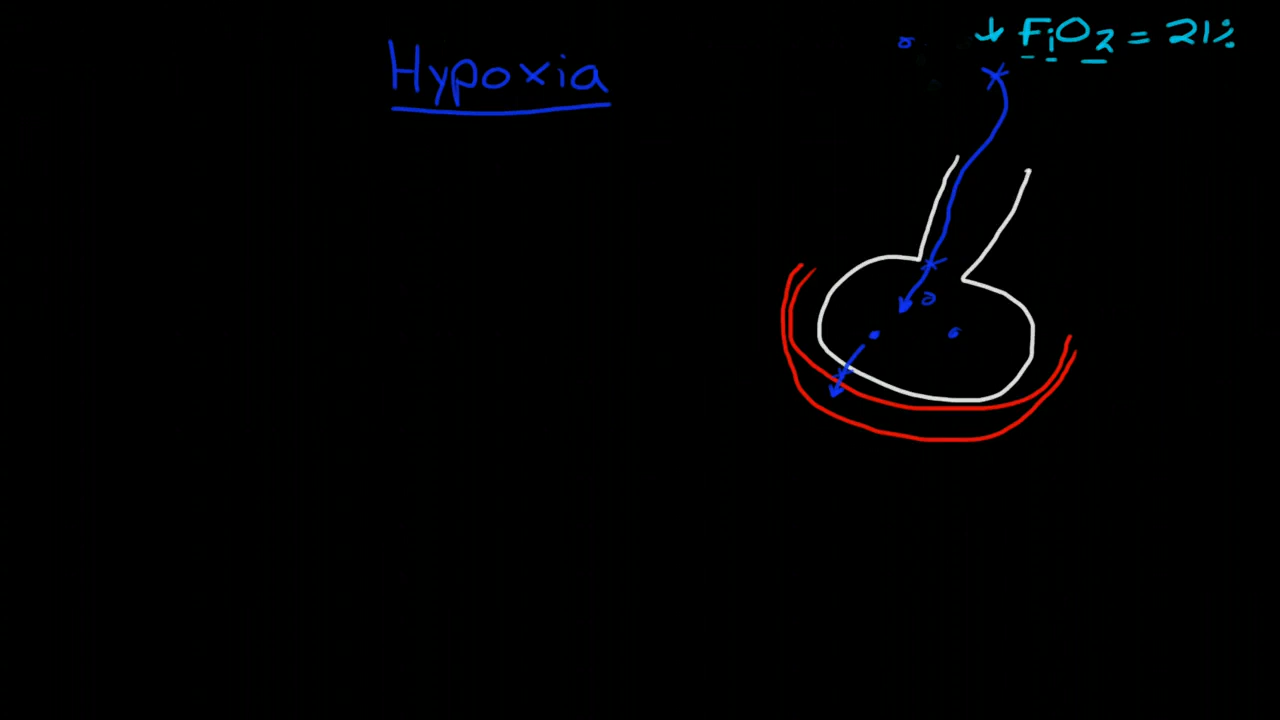 Hypoxia
↓ FiO2 = 21%